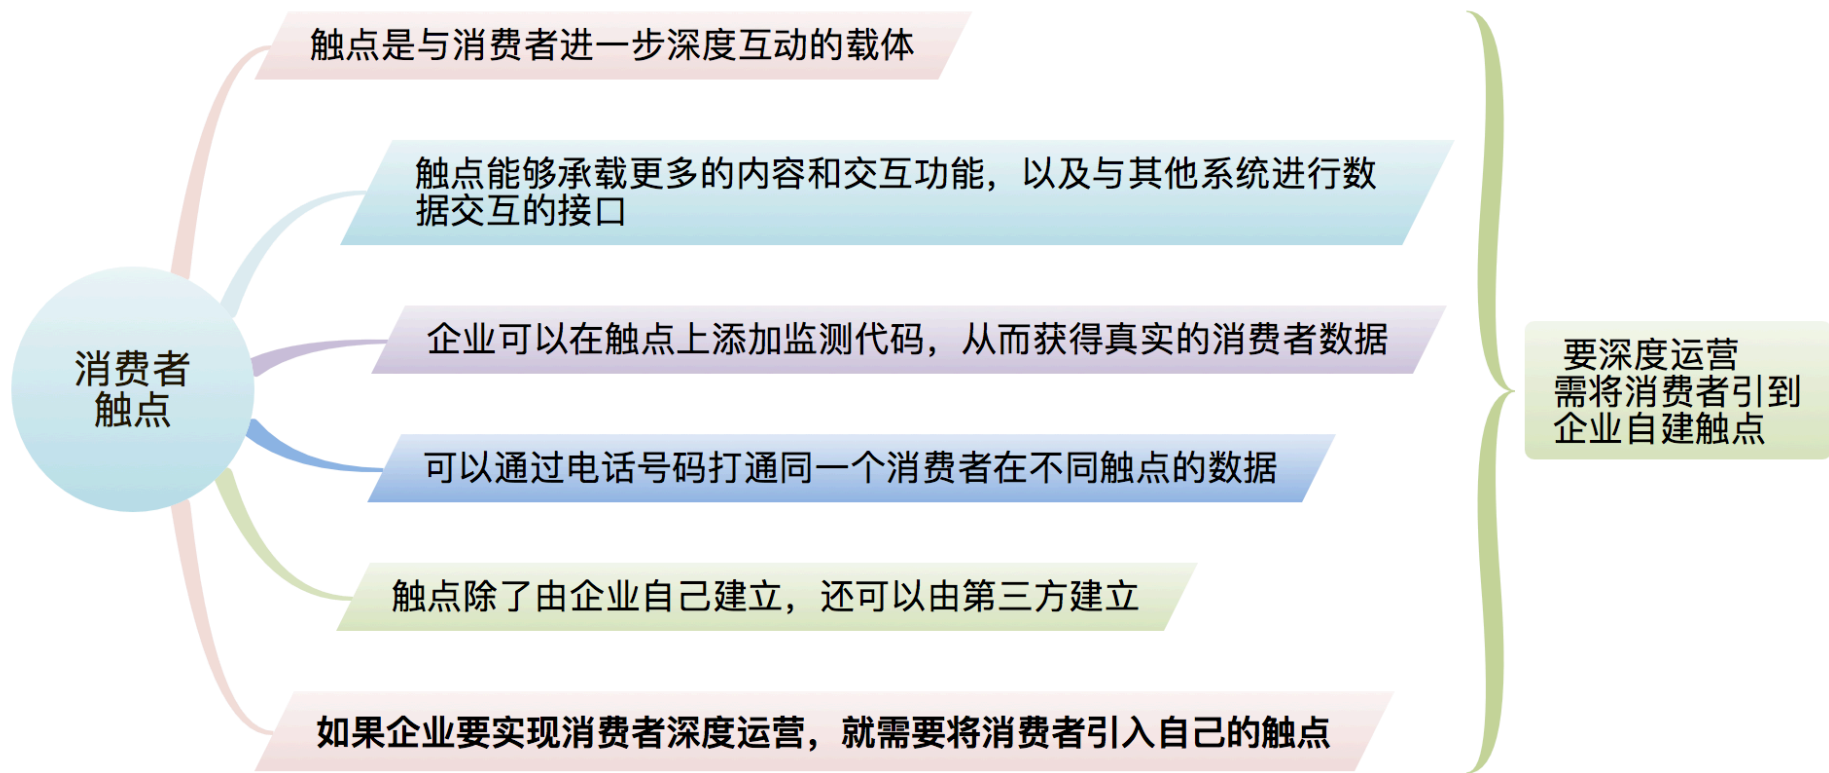 触点是与消费者进一步深度互动的载体
触点能够承载更多的内容和交互功能，以及与其他系统进行数
据交互的接口
企业可以在触点上添加监测代码，从而获得真实的消费者数据
消费者
触点
可以通过电话号码打通同一个消费者在不同触点的数据
触点除了由企业自己建立，还可以由第三方建立
如果企业要实现消费者深度运营，就需要将消费者引入自己的触点
要深度运营
需将消费者引到
企业自建触点